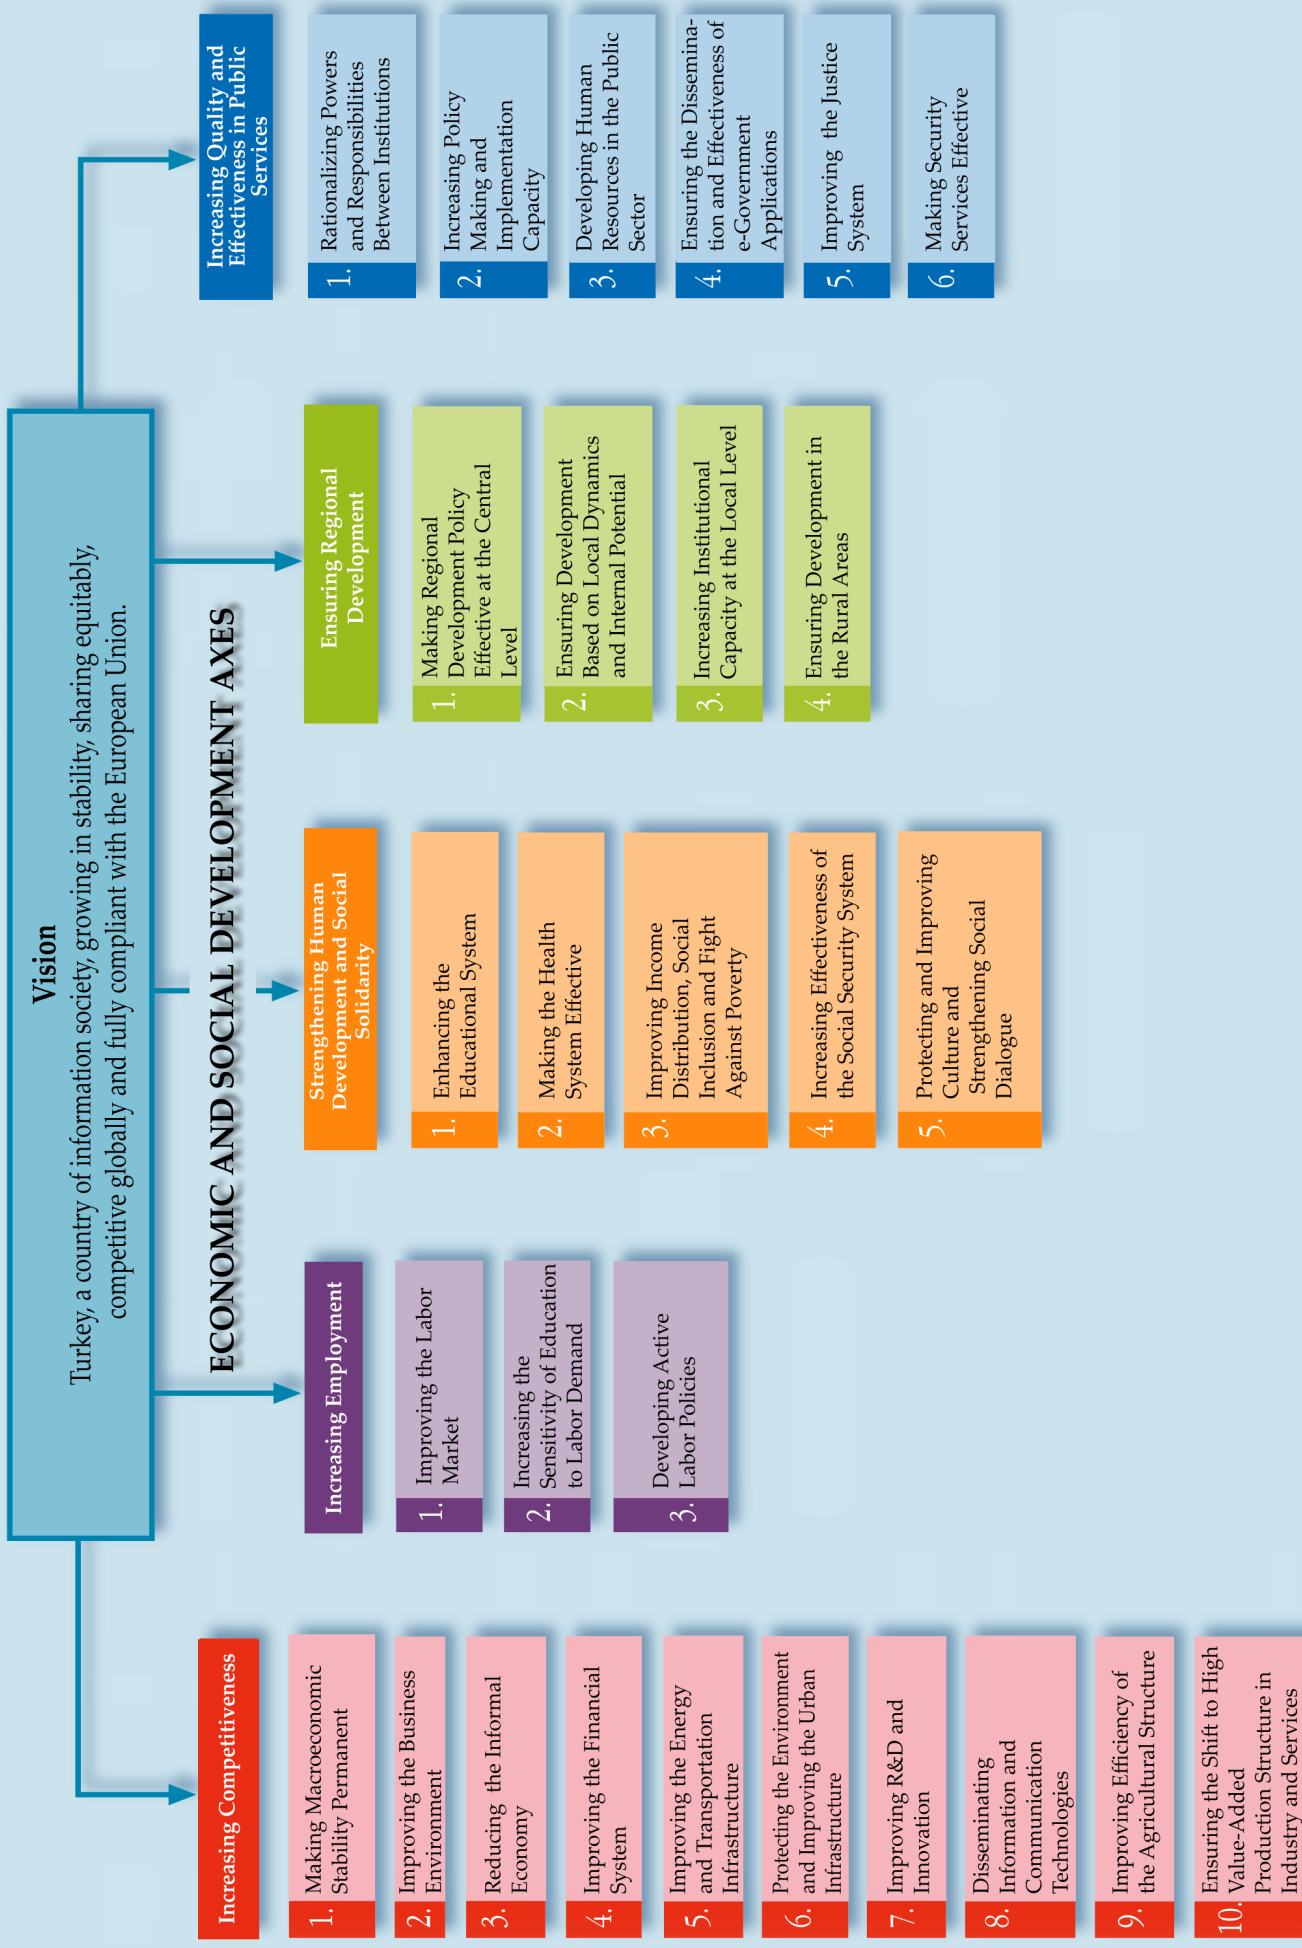 Vision
Turkey, a country of information society, growing in stability, sharing equitably,
competitive globally and fully compliant with the European Union.
ECONOMIC AND SOCIAL DEVELOPMENT AXES
Increasing Competitiveness
1.
Making Macroeconomic
Stability Permanent
2.
Improving the Business
Environment
3.
Reducing the Informal
Economy
4.
Improving the Financial
System
5.
Improving the Energy
and Transportation
Infrastructure
6.
Protecting the Environment
and Improving the Urban
Infrastructure
7.
Improving R&D and
Innovation
8.
Disseminating
Information and
Communication
Technologies
9.
Improving Efficiency of
the Agricultural Structure
10.
Ensuring the Shift to High
Value-Added
Production Structure in
Industry and Services
Increasing Employment
1.
Improving the Labor
Market
2.
Increasing the
Sensitivity of Education
to Labor Demand
3.
Developing Active
Labor Policies
Strengthening Human
Development and Social
Solidarity
1.
Enhancing the
Educational System
2.
Making the Health
System Effective
3.
Improving Income
Distribution, Social
Inclusion and Fight
Against Poverty
4.
Increasing Effectiveness of
the Social Security System
5.
Protecting and Improving
Culture and
Strengthening Social
Dialogue
Ensuring Regional
Development
1.
Making Regional
Development Policy
Effective at the Central
Level
2.
Ensuring Development
Based on Local Dynamics
and Internal Potential
3.
Increasing Institutional
Capacity at the Local Level
4.
Ensuring Development in
the Rural Areas
Increasing Quality and
Effectiveness in Public
Services
1.
Rationalizing Powers
and Responsibilities
Between Institutions
2.
Increasing Policy
Making and
Implementation
Capacity
3.
Developing Human
Resources in the Public
Sector
4.
Ensuring the Dissemina-
tion and Effectiveness of
e-Government
Applications
5.
Improving the Justice
System
6.
Making Security
Services Effective